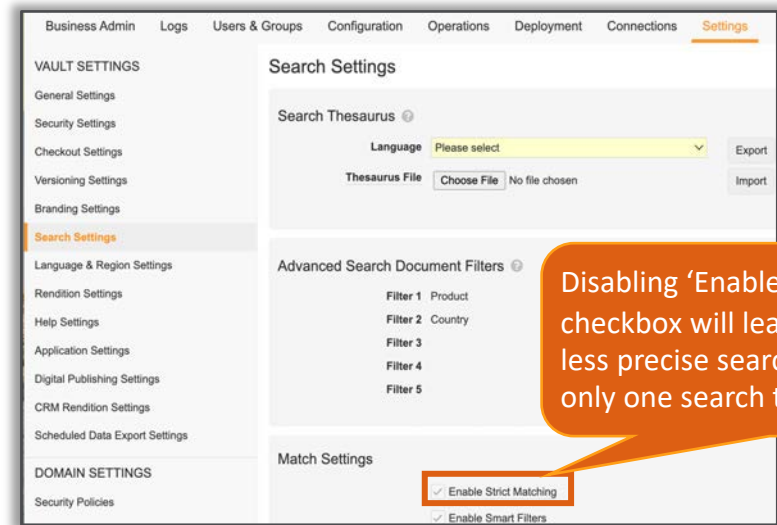 Business Admin Logs Users & Groups Configuration Operations Deployment Connections Settings
VAULT SETTINGS
General Settings
Security Settings
Checkout Settings
Versioning Settings
Branding Settings
Search Settings
Language & Region Settings
Rendition Settings
Help Settings
Application Settings
Digital Publishing Settings
CRM Rendition Settings
Scheduled Data Export Settings
DOMAIN SETTINGS
Security Policies
Search Settings
Search Thesaurus
Language Please select Export
Thesaurus File Choose File No file chosen Import
Advanced Search Document Filters
Filter 1 Product
Filter 2 Country
Filter 3
Filter 4
Filter 5
Disabling ‘Enable
checkbox will lea
less precise sear
only one search
Match Settings
Enable Strict Matching
Enable Smart Filters